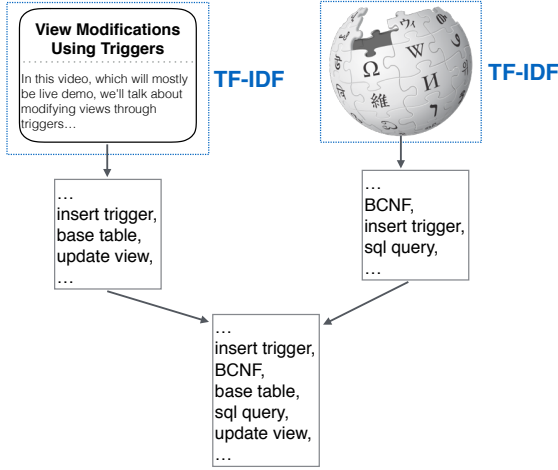 View Modifications
Using Triggers
In this video, which will mostly
be live demo, we'll talk about
modifying views through
triggers…
TF-IDF
Ω
W
ウィ
維
И
TF-IDF
…
insert trigger,
base table,
update view,
…
…
BCNF,
insert trigger,
sql query,
…
…
insert trigger,
BCNF,
base table,
sql query,
update view,
…